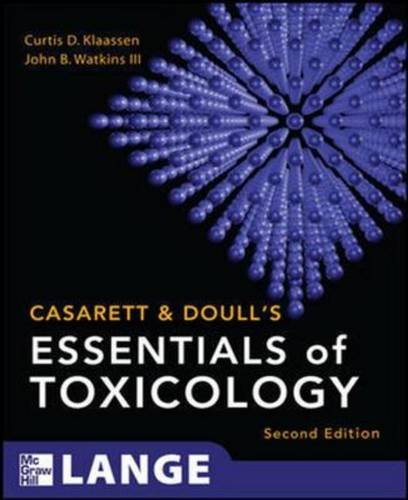 Curtis D. Klaassen
John B. Watkins III
CASARETT & DOULL'S
ESSENTIALS of
TOXICOLOGY
Second Edition
Mc
Graw
Hill
LANGE